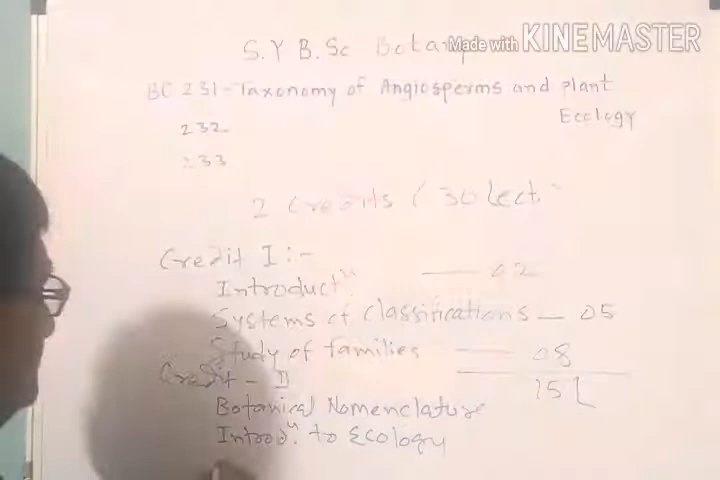 S.Y B.Sc Botany
Made with KINEMASTER
BC 231 - Taxonomy of Angiosperms and plant
Ecology
232
233
2 Credits ( 30 Lect.
Credit I :-
Introductⁿ. — 02
Systems of classifications — 05
Study of families — 08
15 L
Credit - II
Botanical Nomenclature
Introdⁿ. to Ecology